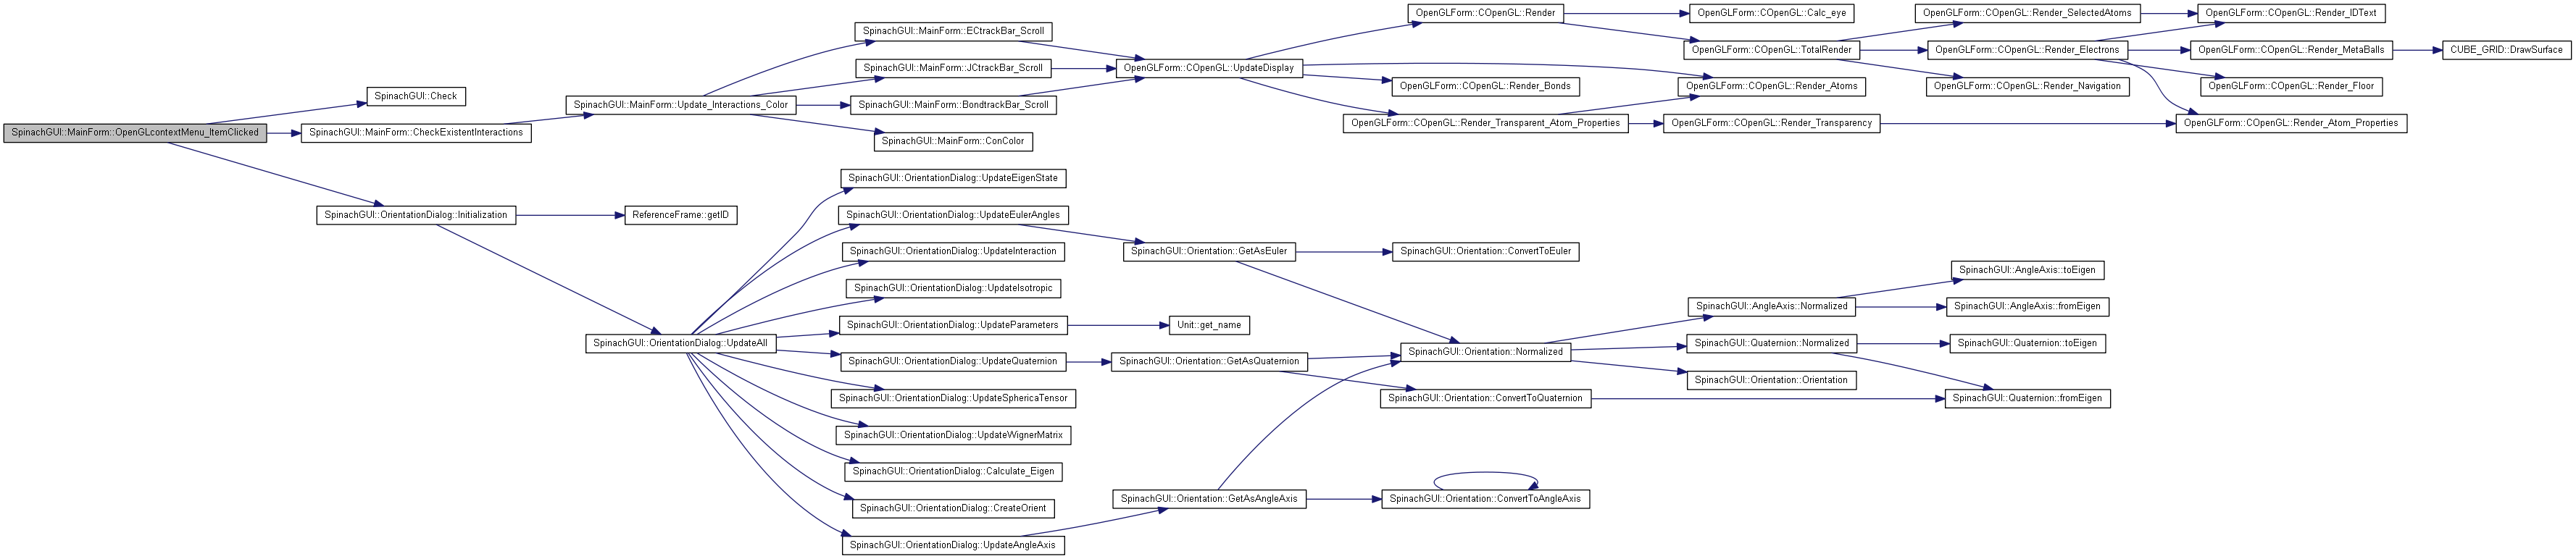 SpinachGUI::MainForm::OpenGLcontextMenu_ItemClicked
SpinachGUI::Check
SpinachGUI::MainForm::CheckExistentInteractions
SpinachGUI::OrientationDialog::Initialization
SpinachGUI::MainForm::Update_Interactions_Color
ReferenceFrame::getID
SpinachGUI::OrientationDialog::UpdateAll
SpinachGUI::MainForm::ECtrackBar_Scroll
SpinachGUI::MainForm::JCtrackBar_Scroll
SpinachGUI::MainForm::BondtrackBar_Scroll
SpinachGUI::MainForm::ConColor
SpinachGUI::OrientationDialog::UpdateEigenState
SpinachGUI::OrientationDialog::UpdateEulerAngles
SpinachGUI::OrientationDialog::UpdateInteraction
SpinachGUI::OrientationDialog::UpdateIsotropic
SpinachGUI::OrientationDialog::UpdateParameters
SpinachGUI::OrientationDialog::UpdateQuaternion
SpinachGUI::OrientationDialog::UpdateSphericaTensor
SpinachGUI::OrientationDialog::UpdateWignerMatrix
SpinachGUI::OrientationDialog::Calculate_Eigen
SpinachGUI::OrientationDialog::CreateOrient
SpinachGUI::OrientationDialog::UpdateAngleAxis
OpenGLForm::COpenGL::UpdateDisplay
SpinachGUI::Orientation::GetAsEuler
Unit::get_name
SpinachGUI::Orientation::GetAsQuaternion
SpinachGUI::Orientation::GetAsAngleAxis
OpenGLForm::COpenGL::Render
OpenGLForm::COpenGL::Render_Bonds
OpenGLForm::COpenGL::Render_Transparent_Atom_Properties
SpinachGUI::Orientation::ConvertToEuler
SpinachGUI::Orientation::Normalized
SpinachGUI::Orientation::ConvertToQuaternion
SpinachGUI::Orientation::ConvertToAngleAxis
OpenGLForm::COpenGL::Calc_eye
OpenGLForm::COpenGL::TotalRender
OpenGLForm::COpenGL::Render_Atoms
OpenGLForm::COpenGL::Render_Transparency
SpinachGUI::AngleAxis::Normalized
SpinachGUI::Quaternion::Normalized
SpinachGUI::Orientation::Orientation
OpenGLForm::COpenGL::Render_SelectedAtoms
OpenGLForm::COpenGL::Render_Electrons
OpenGLForm::COpenGL::Render_Navigation
SpinachGUI::AngleAxis::toEigen
SpinachGUI::AngleAxis::fromEigen
SpinachGUI::Quaternion::toEigen
SpinachGUI::Quaternion::fromEigen
OpenGLForm::COpenGL::Render_IDText
OpenGLForm::COpenGL::Render_MetaBalls
OpenGLForm::COpenGL::Render_Floor
OpenGLForm::COpenGL::Render_Atom_Properties
CUBE_GRID::DrawSurface